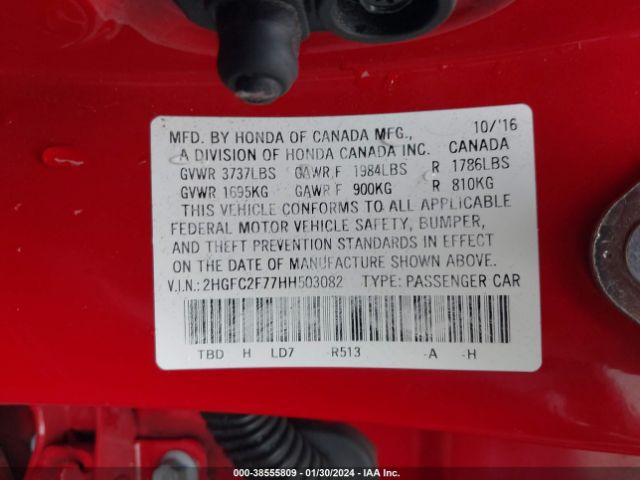 MFD. BY HONDA OF CANADA MFG., 10/'16
A DIVISION OF HONDA CANADA INC. CANADA
GVWR 3737LBS GAWR F 1984LBS R 1786LBS
GVWR 1695KG GAWR F 900KG R 810KG
THIS VEHICLE CONFORMS TO ALL APPLICABLE
FEDERAL MOTOR VEHICLE SAFETY, BUMPER,
AND THEFT PREVENTION STANDARDS IN EFFECT
ON THE DATE OF MANUFACTURE SHOWN ABOVE.
V.I.N.: 2HGFC2F77HH503082 TYPE: PASSENGER CAR
TBD H LD7 -R513 -A -H
000-38555809 - 01/30/2024 - IAA Inc.